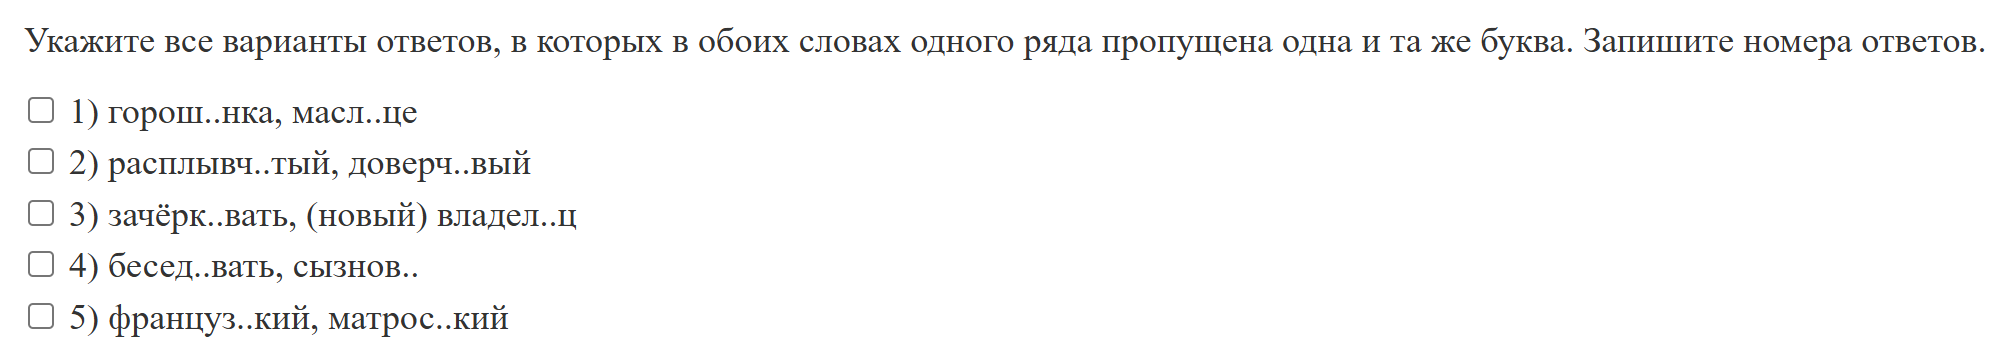 Укажите все варианты ответов, в которых в обоих словах одного ряда пропущена одна и та же буква. Запишите номера ответов.
1) горош..нка, масл..це
2) расплывч..тый, доверч..вый
3) зачёрк..вать, (новый) владел..ц
4) бесед..вать, сызнов..
5) француз..кий, матрос..кий